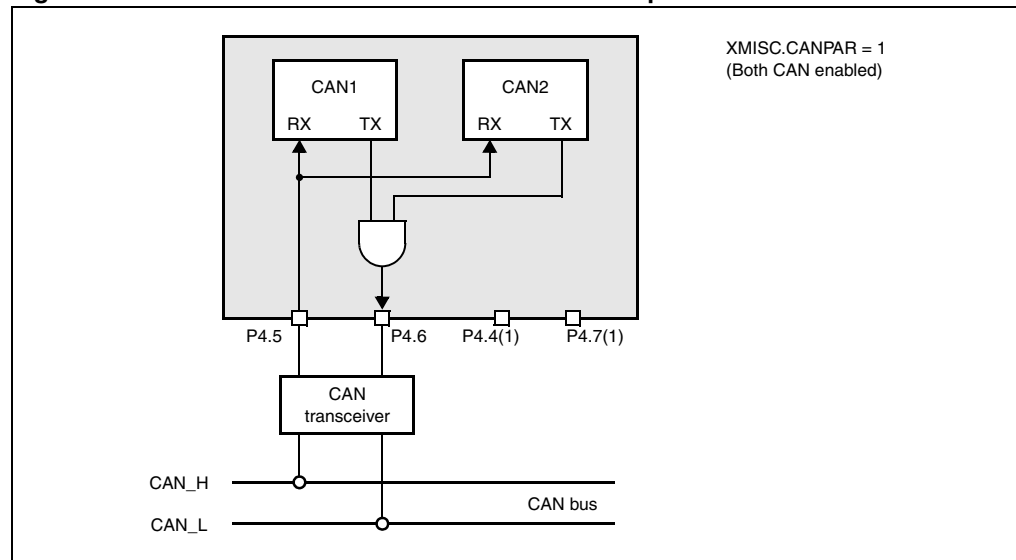 XMISC.CANPAR = 1
(Both CAN enabled)
CAN1
CAN2
RX
TX
RX
TX
P4.5
P4.6
P4.4(1)
P4.7(1)
CAN
transceiver
CAN_H
CAN bus
CAN_L